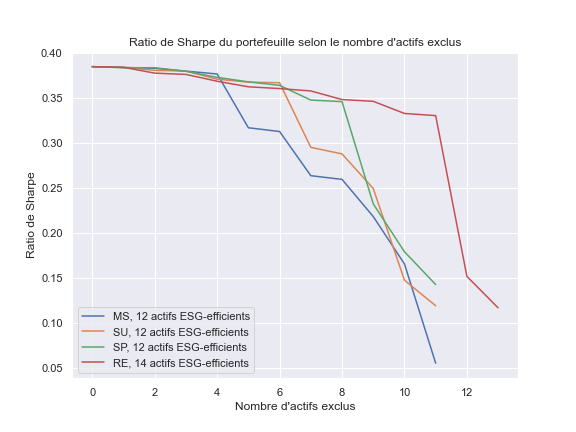 Ratio de Sharpe du portefeuille selon le nombre d'actifs exclus
0.40
0.35
0.30
0.25
0.20
0.15
0.10
0.05
Ratio de Sharpe
MS, 12 actifs ESG-efficients
SU, 12 actifs ESG-efficients
SP, 12 actifs ESG-efficients
RE, 14 actifs ESG-efficients
0 2 4 6 8 10 12
Nombre d'actifs exclus